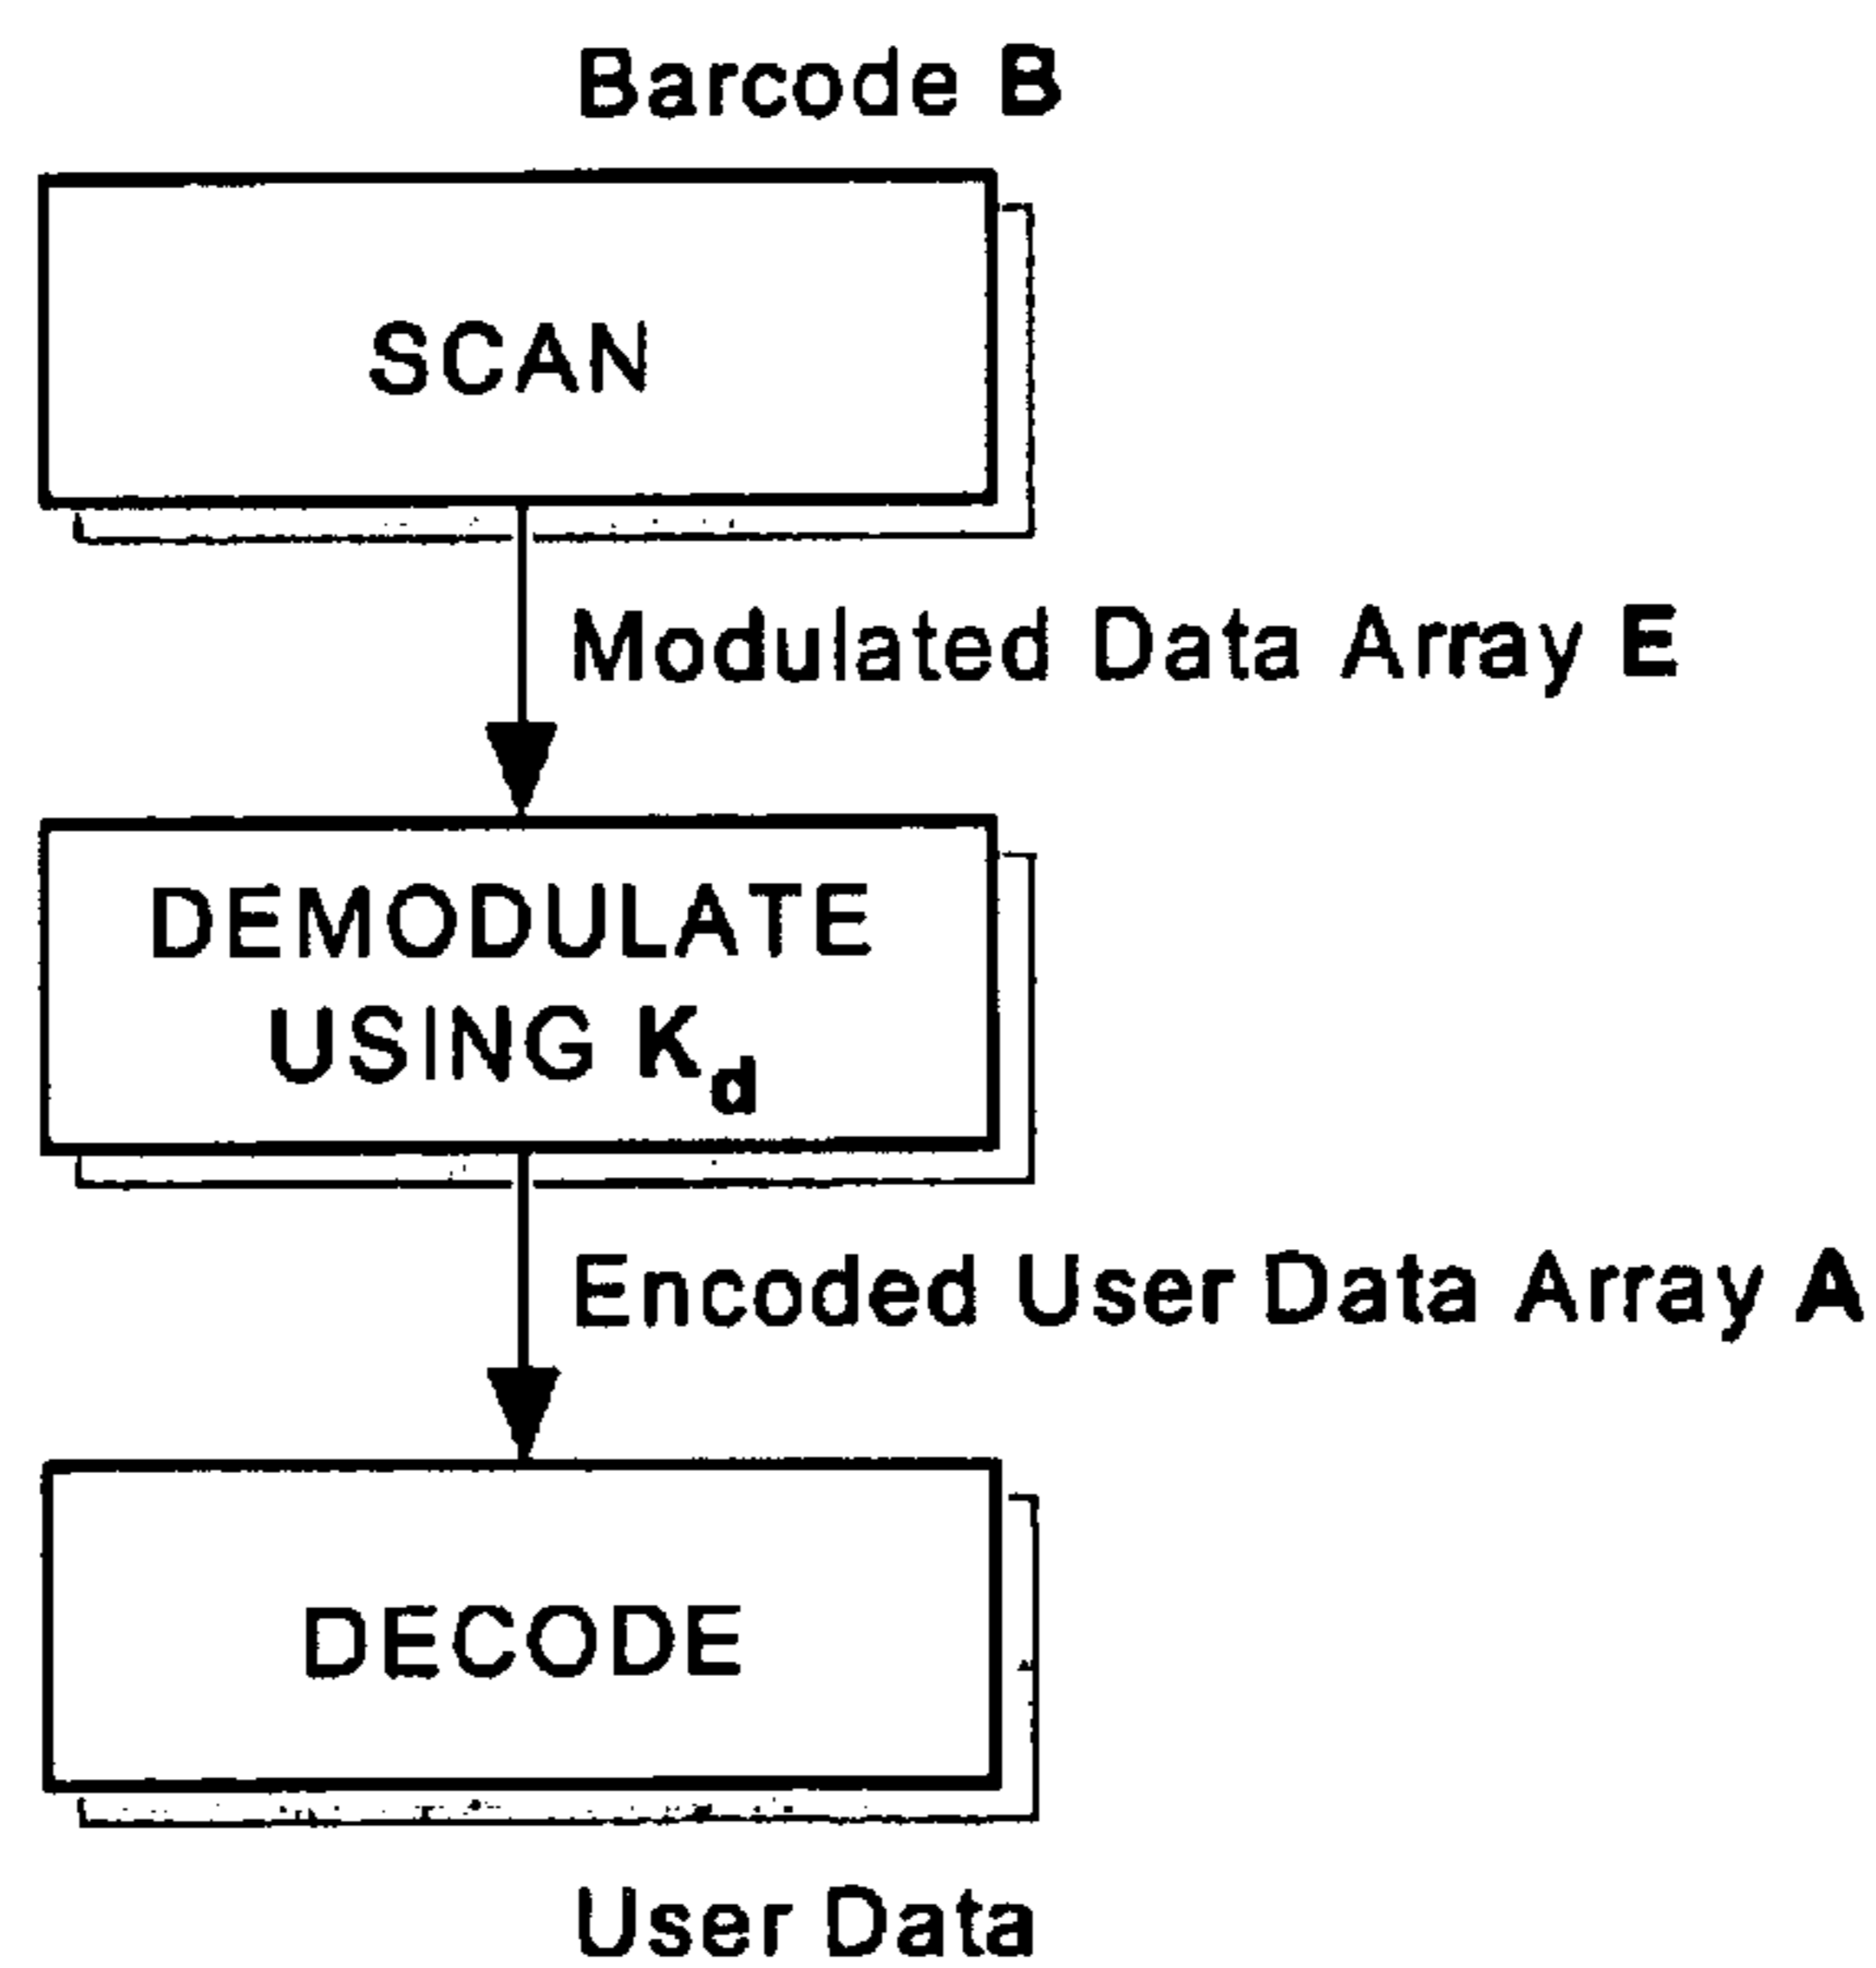 Barcode B
SCAN
Modulated Data Array E
DEMODULATE
USING Kd
Encoded User Data Array A
DECODE
User Data